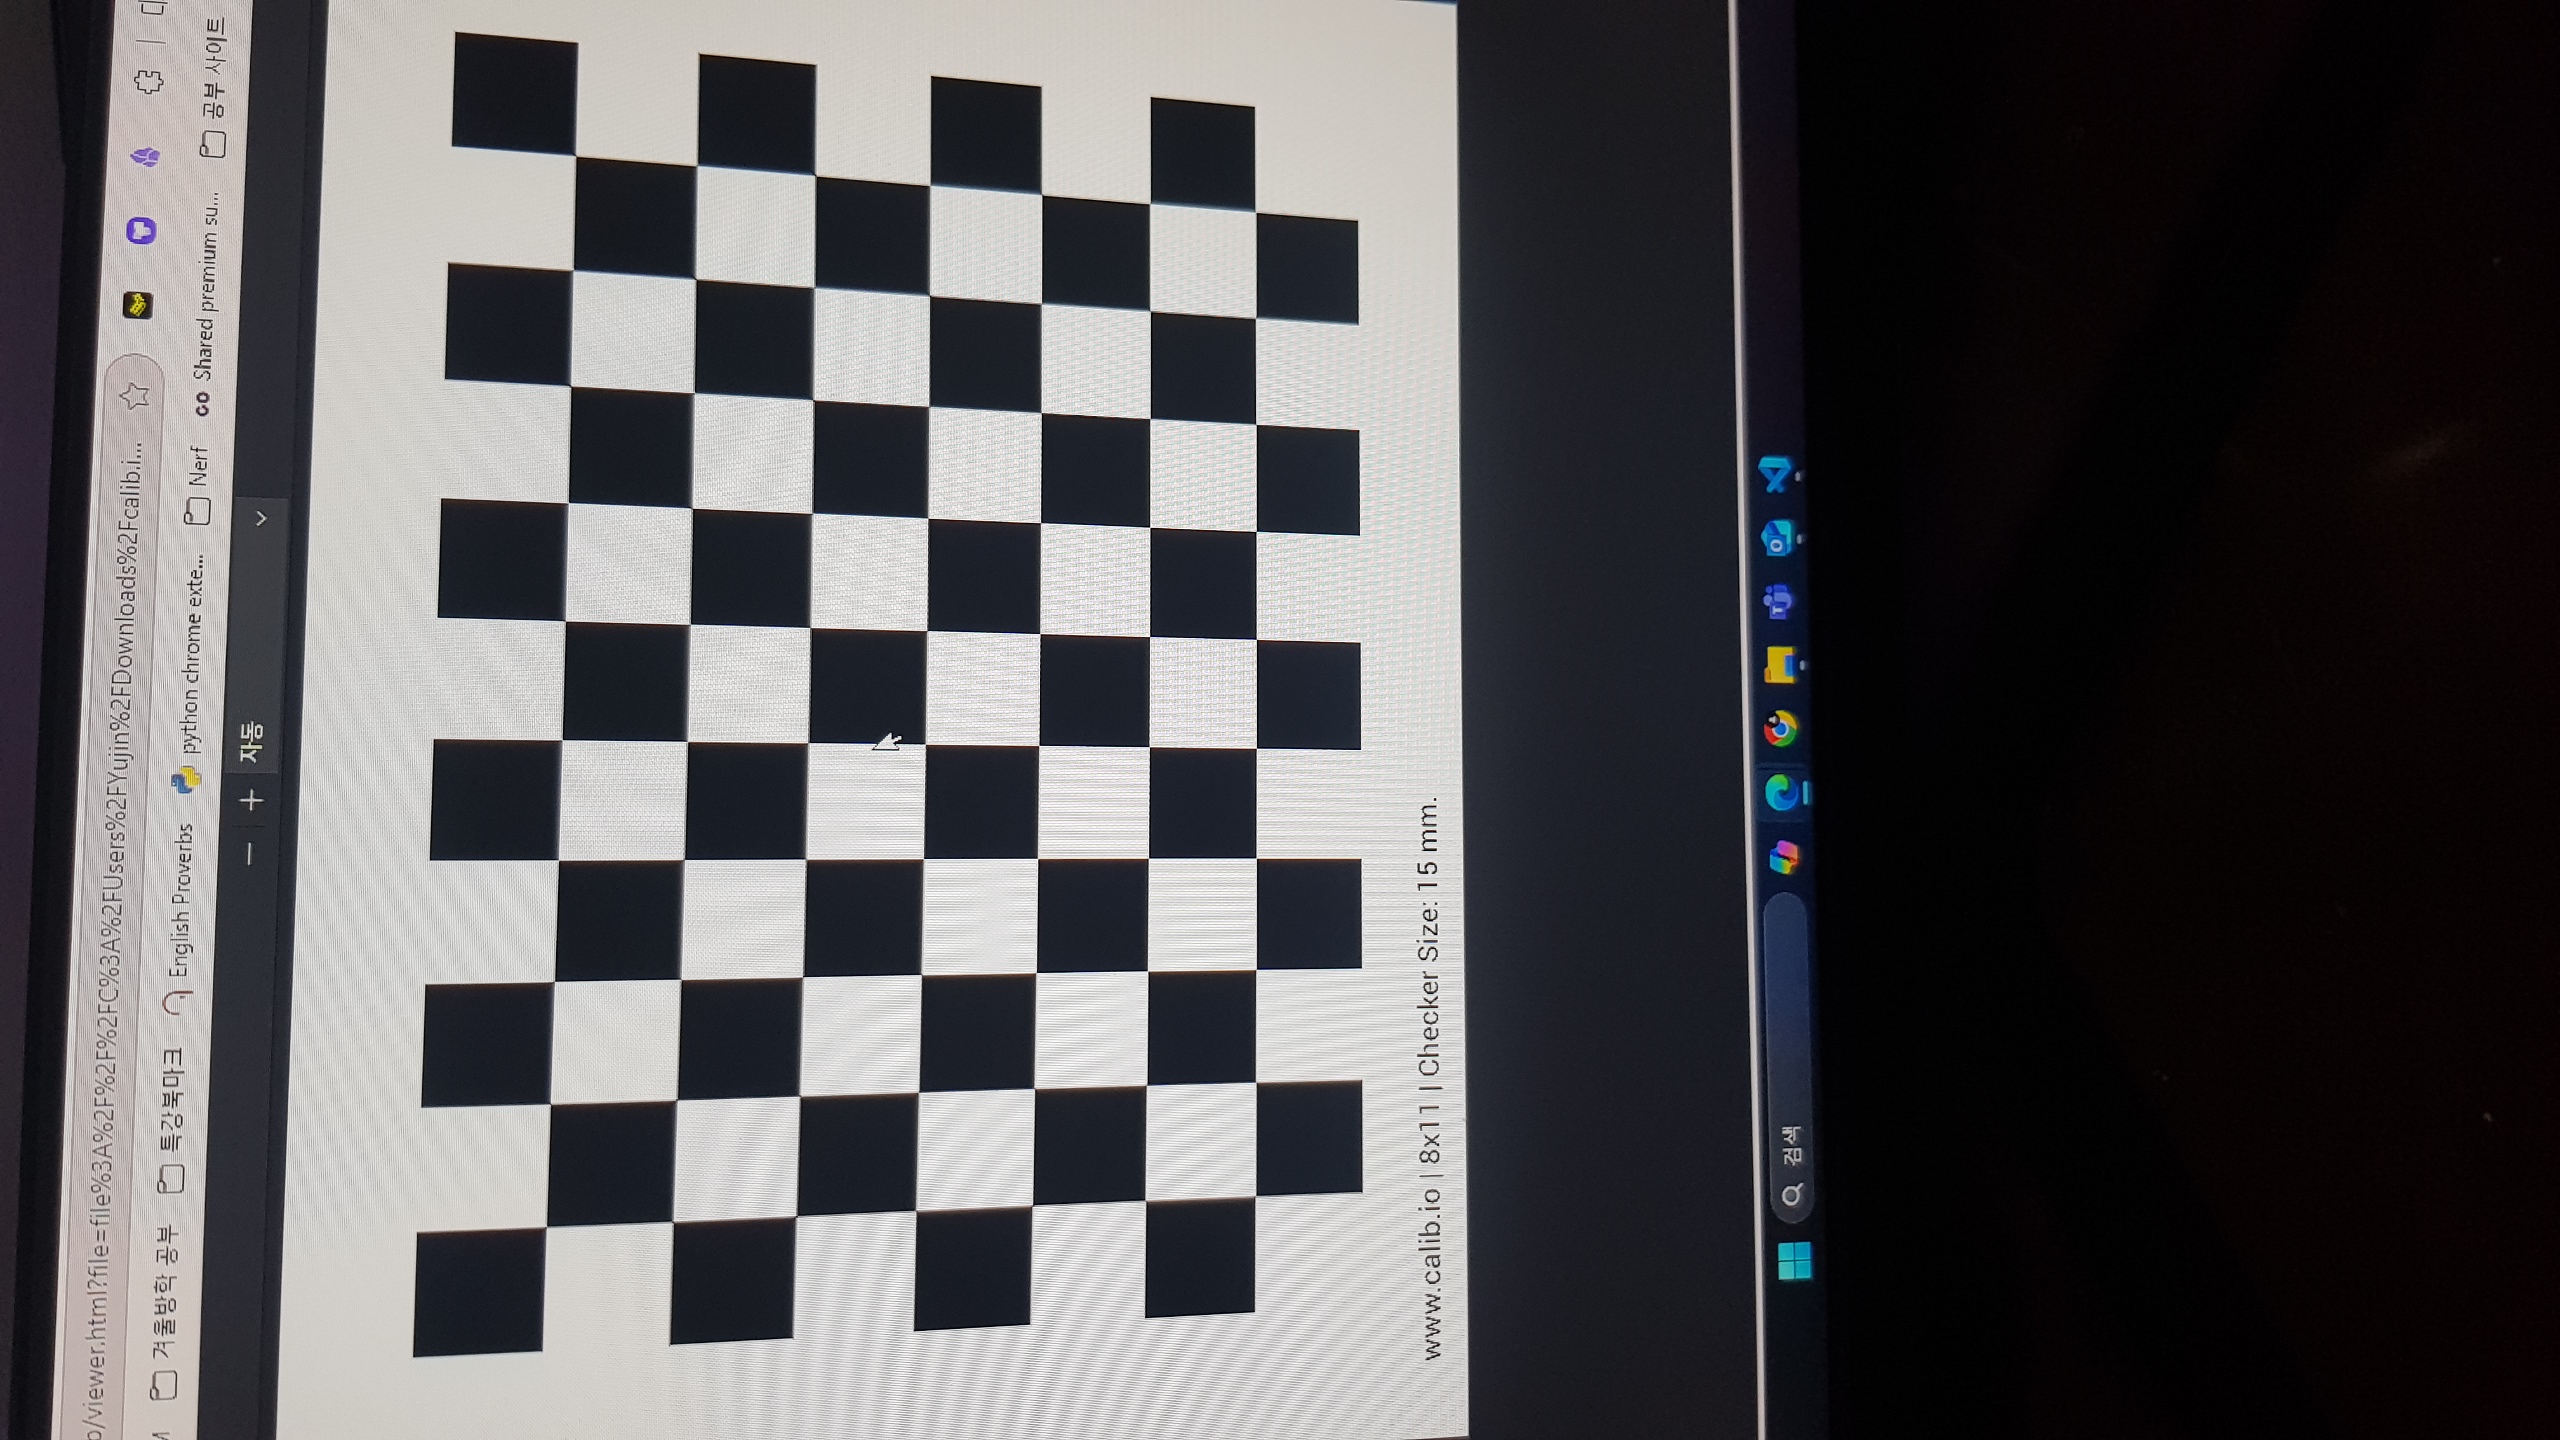 /viewer.html?file=file%3A%2F%2F%2FC%3A%2FUsers%2FYujin%2FDownloads%2Fcalib.i...
겨울방학 공부 특강북마크 English Proverbs python chrome exte... Nerf Shared premium su... 공부 사이트
자동
www.calib.io | 8x11 | Checker Size: 15 mm.
검색